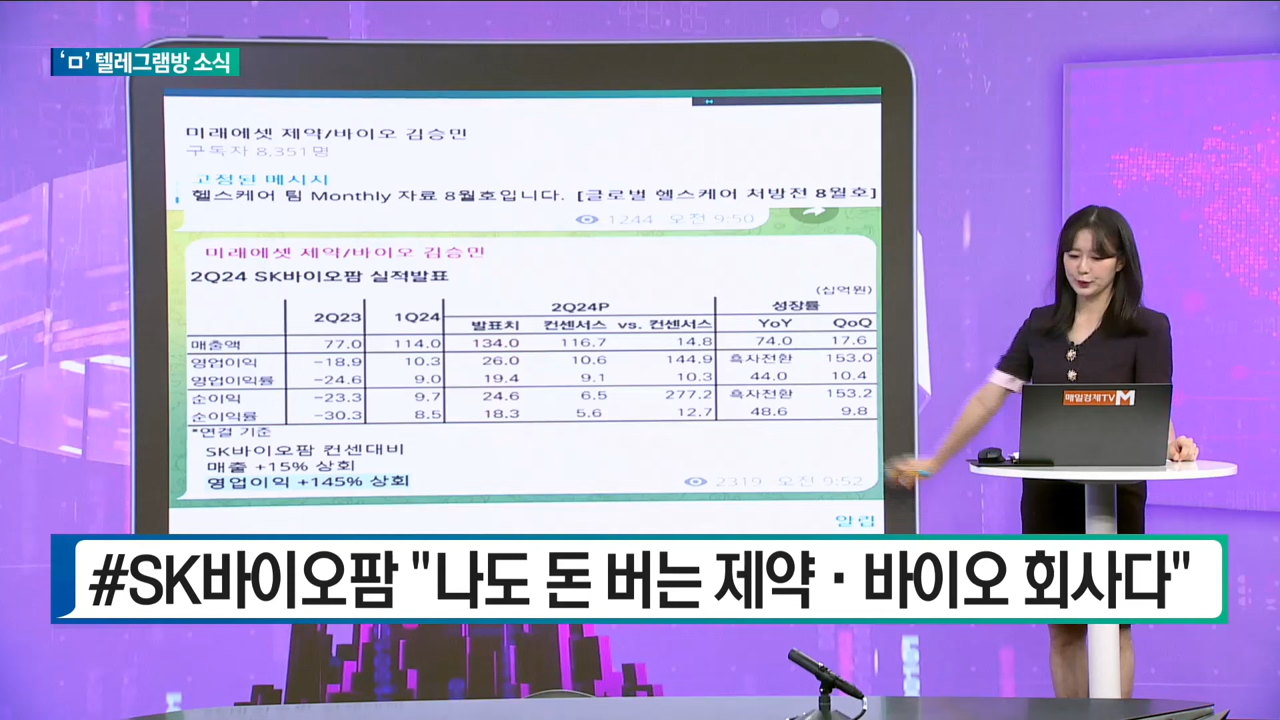 ‘ㅁ’ 텔레그램방 소식
미래에셋 제약/바이오 김승민
구독자 8,351명
고정된 메시지
헬스케어 팀 Monthly 자료 8월호입니다. [글로벌 헬스케어 처방전 8월호]
1244 오전 9:50
미래에셋 제약/바이오 김승민
2Q24 SK바이오팜 실적발표
(십억원)
2Q23 1Q24 2Q24P 성장률
발표치 컨센서스 vs. 컨센서스 YoY QoQ
매출액 77.0 114.0 134.0 116.7 14.8 74.0 17.6
영업이익 -18.9 10.3 26.0 10.6 144.9 흑자전환 153.0
영업이익률 -24.6 9.0 19.4 9.1 10.3 44.0 10.4
순이익 -23.3 9.7 24.6 6.5 277.2 흑자전환 153.2
순이익률 -30.3 8.5 18.3 5.6 12.7 48.6 9.8
*연결 기준
SK바이오팜 컨센대비
매출 +15% 상회
영업이익 +145% 상회
2319 오전 9:52
알림
매일경제TV M
#SK바이오팜 "나도 돈 버는 제약·바이오 회사다"